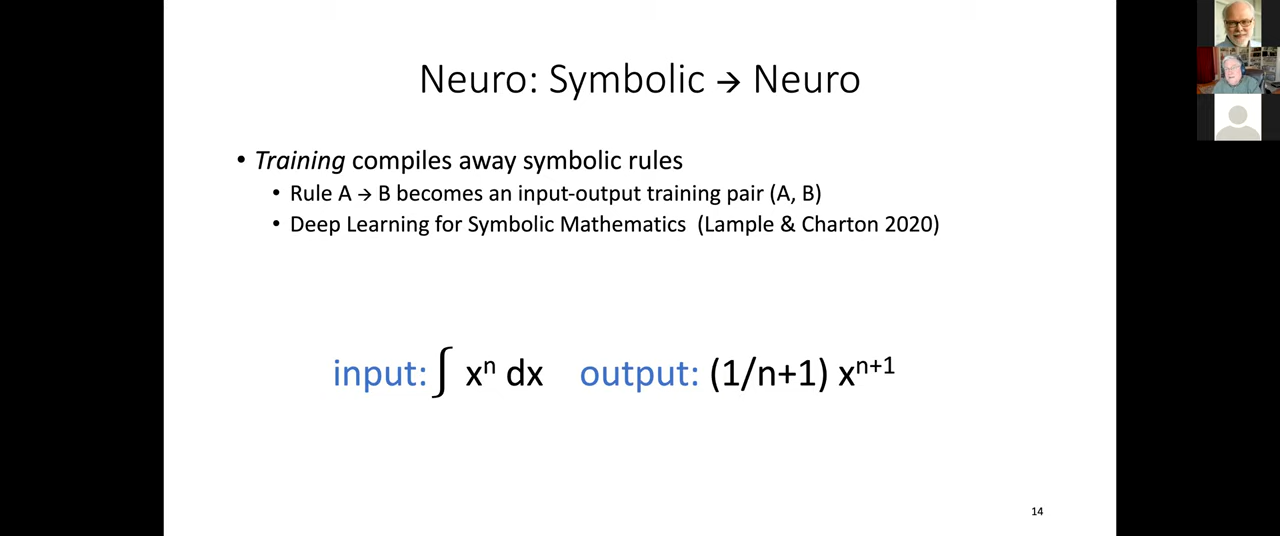 Neuro: Symbolic → Neuro
• Training compiles away symbolic rules
• Rule A → B becomes an input-output training pair (A, B)
• Deep Learning for Symbolic Mathematics (Lample & Charton 2020)
input: ∫ xⁿ dx output: (1/n+1) xⁿ⁺¹
14